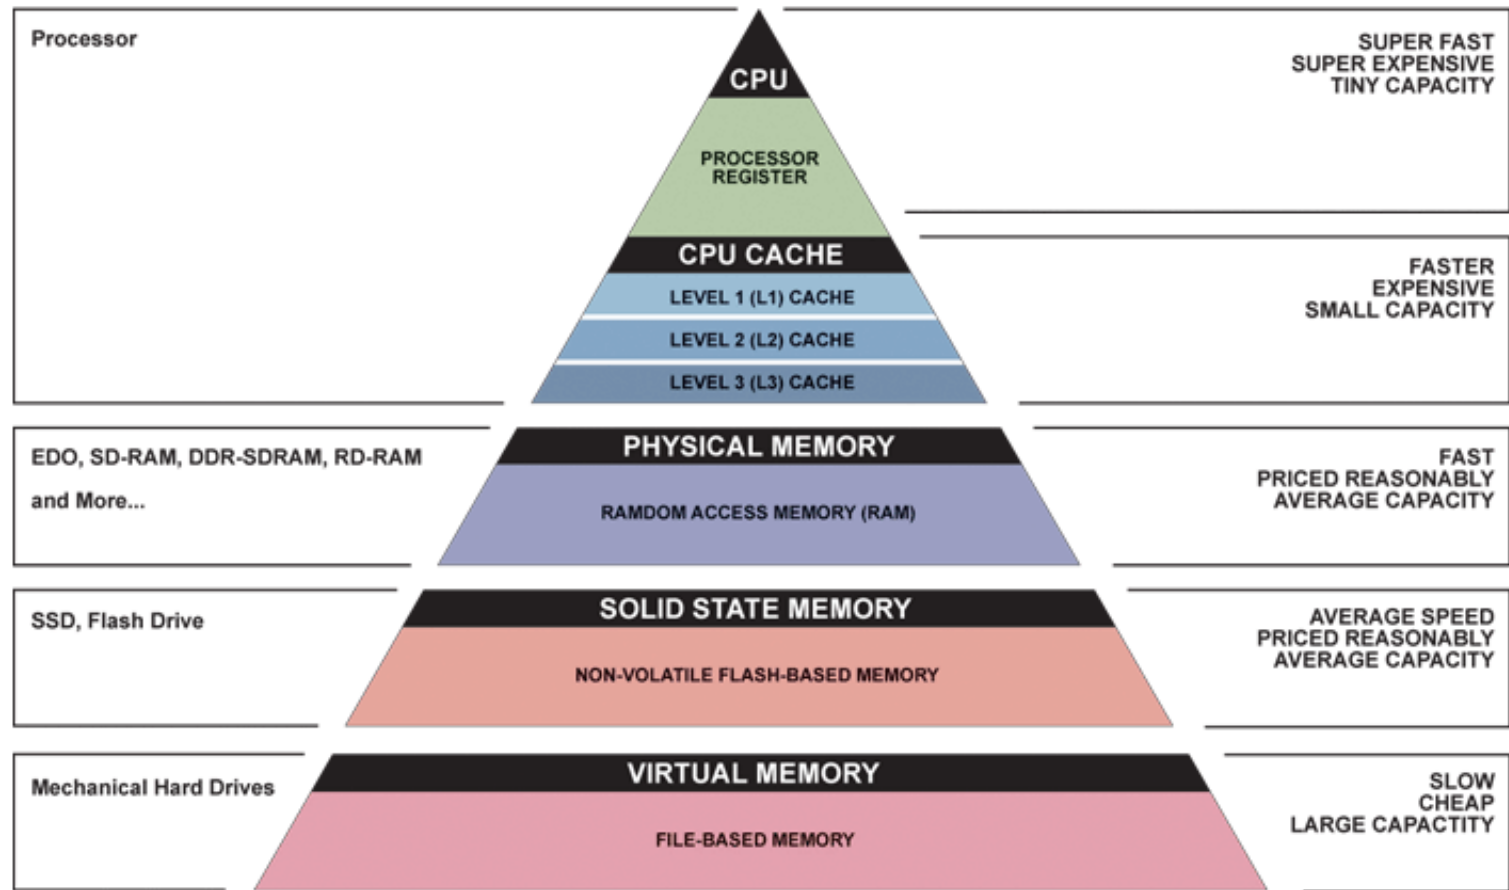 Processor
CPU
SUPER FAST
SUPER EXPENSIVE
TINY CAPACITY
PROCESSOR
REGISTER
CPU CACHE
LEVEL 1 (L1) CACHE
LEVEL 2 (L2) CACHE
LEVEL 3 (L3) CACHE
FASTER
EXPENSIVE
SMALL CAPACITY
EDO, SD-RAM, DDR-SDRAM, RD-RAM
and More...
PHYSICAL MEMORY
RAMDOM ACCESS MEMORY (RAM)
FAST
PRICED REASONABLY
AVERAGE CAPACITY
SSD, Flash Drive
SOLID STATE MEMORY
NON-VOLATILE FLASH-BASED MEMORY
AVERAGE SPEED
PRICED REASONABLY
AVERAGE CAPACITY
Mechanical Hard Drives
VIRTUAL MEMORY
FILE-BASED MEMORY
SLOW
CHEAP
LARGE CAPACTITY